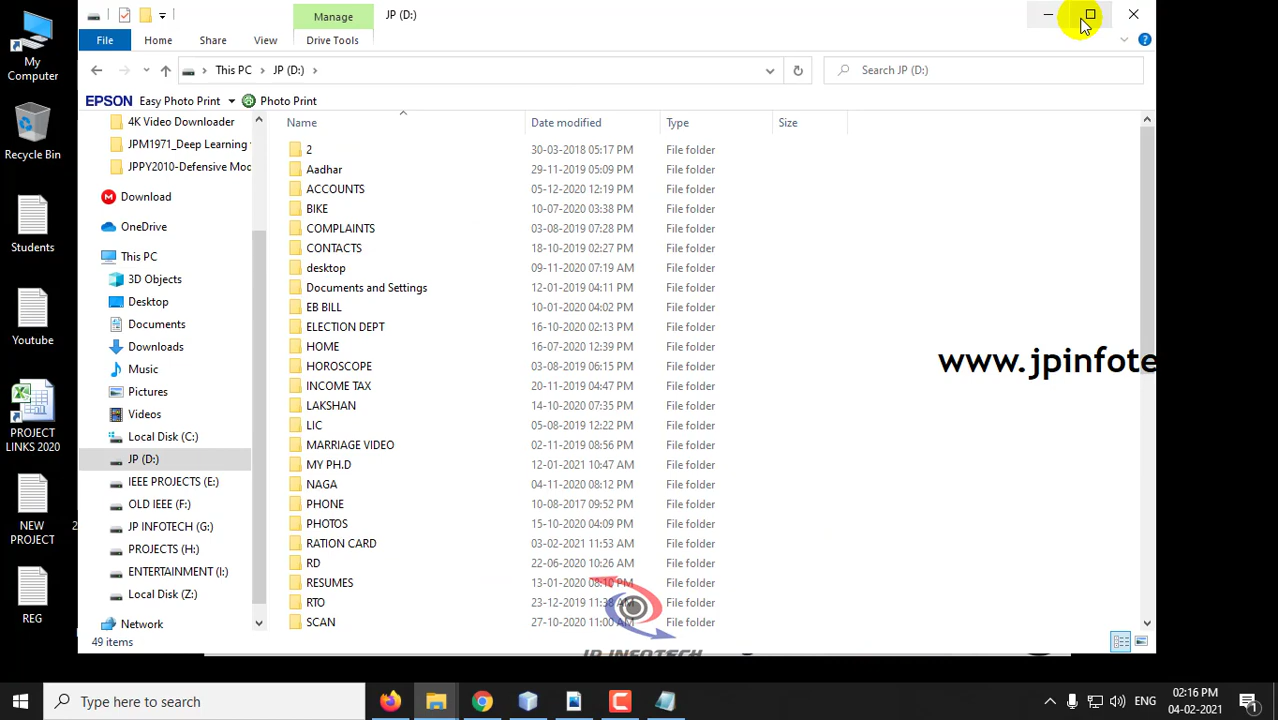 My Computer
Recycle Bin
Students
Youtube
PROJECT LINKS 2020
NEW PROJECT
REG
Manage
JP (D:)
File
Home
Share
View
Drive Tools
This PC > JP (D:) >
Search JP (D:)
EPSON Easy Photo Print Photo Print
4K Video Downloader
JPM1971_Deep Learning
JPPY2010-Defensive Mod
Download
OneDrive
This PC
3D Objects
Desktop
Documents
Downloads
Music
Pictures
Videos
Local Disk (C:)
JP (D:)
IEEE PROJECTS (E:)
OLD IEEE (F:)
JP INFOTECH (G:)
PROJECTS (H:)
ENTERTAINMENT (I:)
Local Disk (Z:)
Network
Name Date modified Type Size
2 30-03-2018 05:17 PM File folder
Aadhar 29-11-2019 05:09 PM File folder
ACCOUNTS 05-12-2020 12:19 PM File folder
BIKE 10-07-2020 03:38 PM File folder
COMPLAINTS 03-08-2019 07:28 PM File folder
CONTACTS 18-10-2019 02:27 PM File folder
desktop 09-11-2020 07:19 AM File folder
Documents and Settings 12-01-2019 04:11 PM File folder
EB BILL 10-01-2020 04:02 PM File folder
ELECTION DEPT 16-10-2020 02:13 PM File folder
HOME 16-07-2020 12:39 PM File folder
HOROSCOPE 03-08-2019 06:15 PM File folder
INCOME TAX 20-11-2019 04:47 PM File folder
LAKSHAN 14-10-2020 07:35 PM File folder
LIC 03-08-2019 12:22 PM File folder
MARRIAGE VIDEO 02-11-2019 08:56 PM File folder
MY PH.D 12-01-2021 10:47 AM File folder
NAGA 04-11-2020 08:12 PM File folder
PHONE 10-08-2017 09:52 PM File folder
PHOTOS 15-10-2020 04:09 PM File folder
RATION CARD 03-02-2021 11:53 AM File folder
RD 22-06-2020 10:26 AM File folder
RESUMES 13-01-2020 08:10 PM File folder
RTO 23-12-2019 11:38 AM File folder
SCAN 27-10-2020 11:00 AM File folder
www.jpinfote
JP INFOTECH
49 items
Type here to search
ENG
02:16 PM
04-02-2021